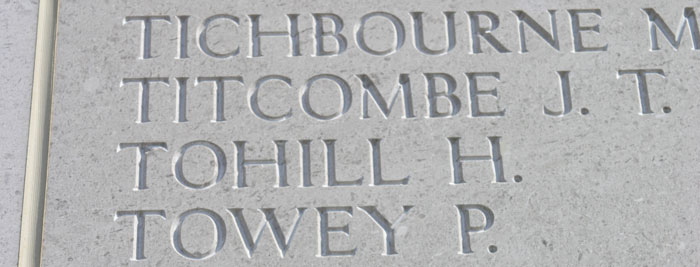 TICHBOURNE M
TITCOMBE J. T.
TOHILL H.
TOWEY P.